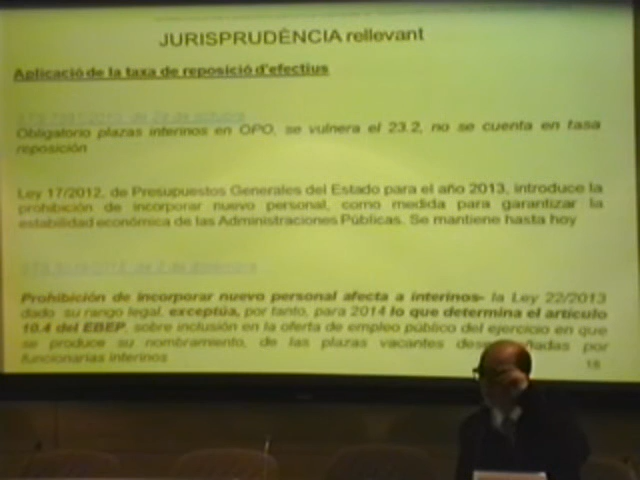 JURISPRUDÈNCIA rellevant
Aplicació de la taxa de reposició d'efectius
Obligatorio plazas interinos en OPO, se vulnera el 23.2, no se cuenta en tasa
reposición
Ley 17/2012, de Presupuestos Generales del Estado para el año 2013, introduce la
prohibición de incorporar nuevo personal, como medida para garantizar la
estabilidad económica de las Administraciones Públicas. Se mantiene hasta hoy
Prohibición de incorporar nuevo personal afecta a interinos- la Ley 22/2013
dado su rango legal, exceptúa, por tanto, para 2014 lo que determina el artículo
10.4 del EBEP, sobre inclusión en la oferta de empleo público del ejercicio en que
se produce su nombramiento, de las plazas vacantes por
funcionarias interinos